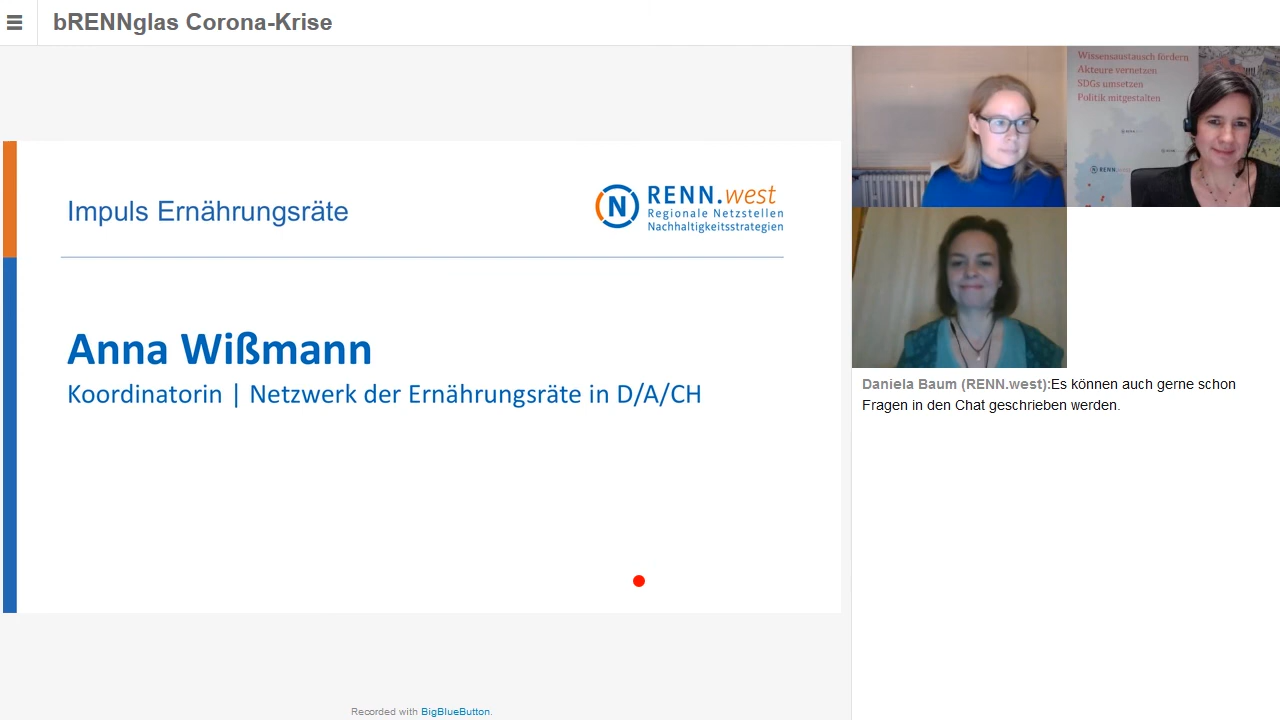 bRENNglas Corona-Krise
Impuls Ernährungsräte
N
RENN.west
Regionale Netzstellen
Nachhaltigkeitsstrategien
Anna Wißmann
Koordinatorin | Netzwerk der Ernährungsräte in D/A/CH
Wissensaustausch fördern
Akteure vernetzen
SDGs umsetzen
Politik mitgestalten
RENN.west
Daniela Baum (RENN.west):Es können auch gerne schon
Fragen in den Chat geschrieben werden.
Recorded with BigBlueButton.